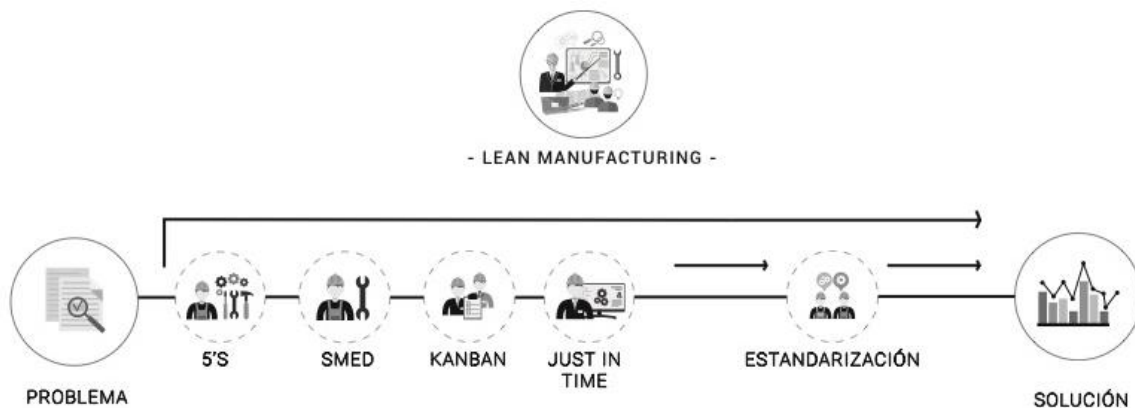 - LEAN MANUFACTURING -
5'S
SMED
KANBAN
JUST IN
TIME
ESTANDARIZACIÓN
PROBLEMA
SOLUCIÓN